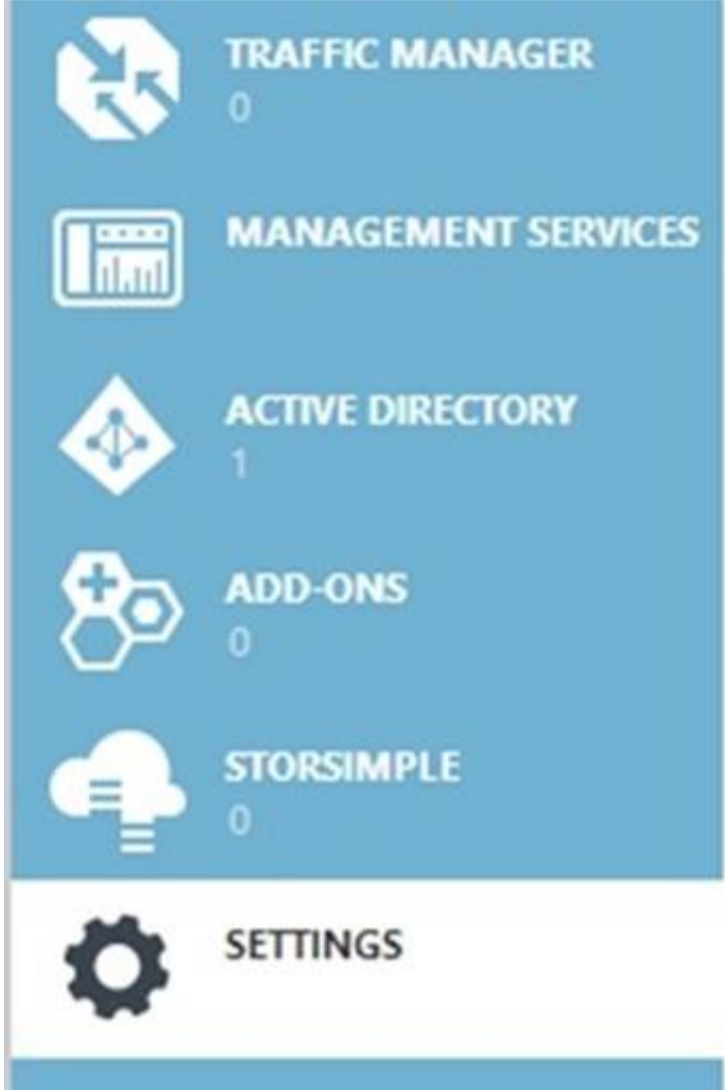 TRAFFIC MANAGER
0
MANAGEMENT SERVICES
ACTIVE DIRECTORY
1
ADD-ONS
0
STORSIMPLE
0
SETTINGS